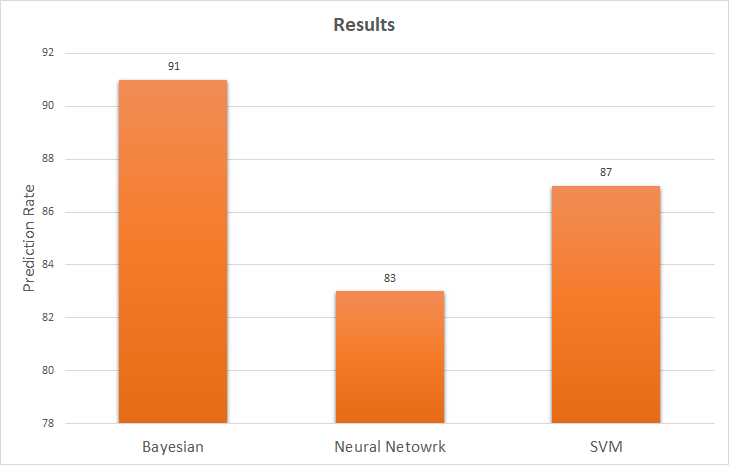 Results
92
90
88
86
84
82
80
78
Prediction Rate
91
83
87
Bayesian
Neural Netowrk
SVM